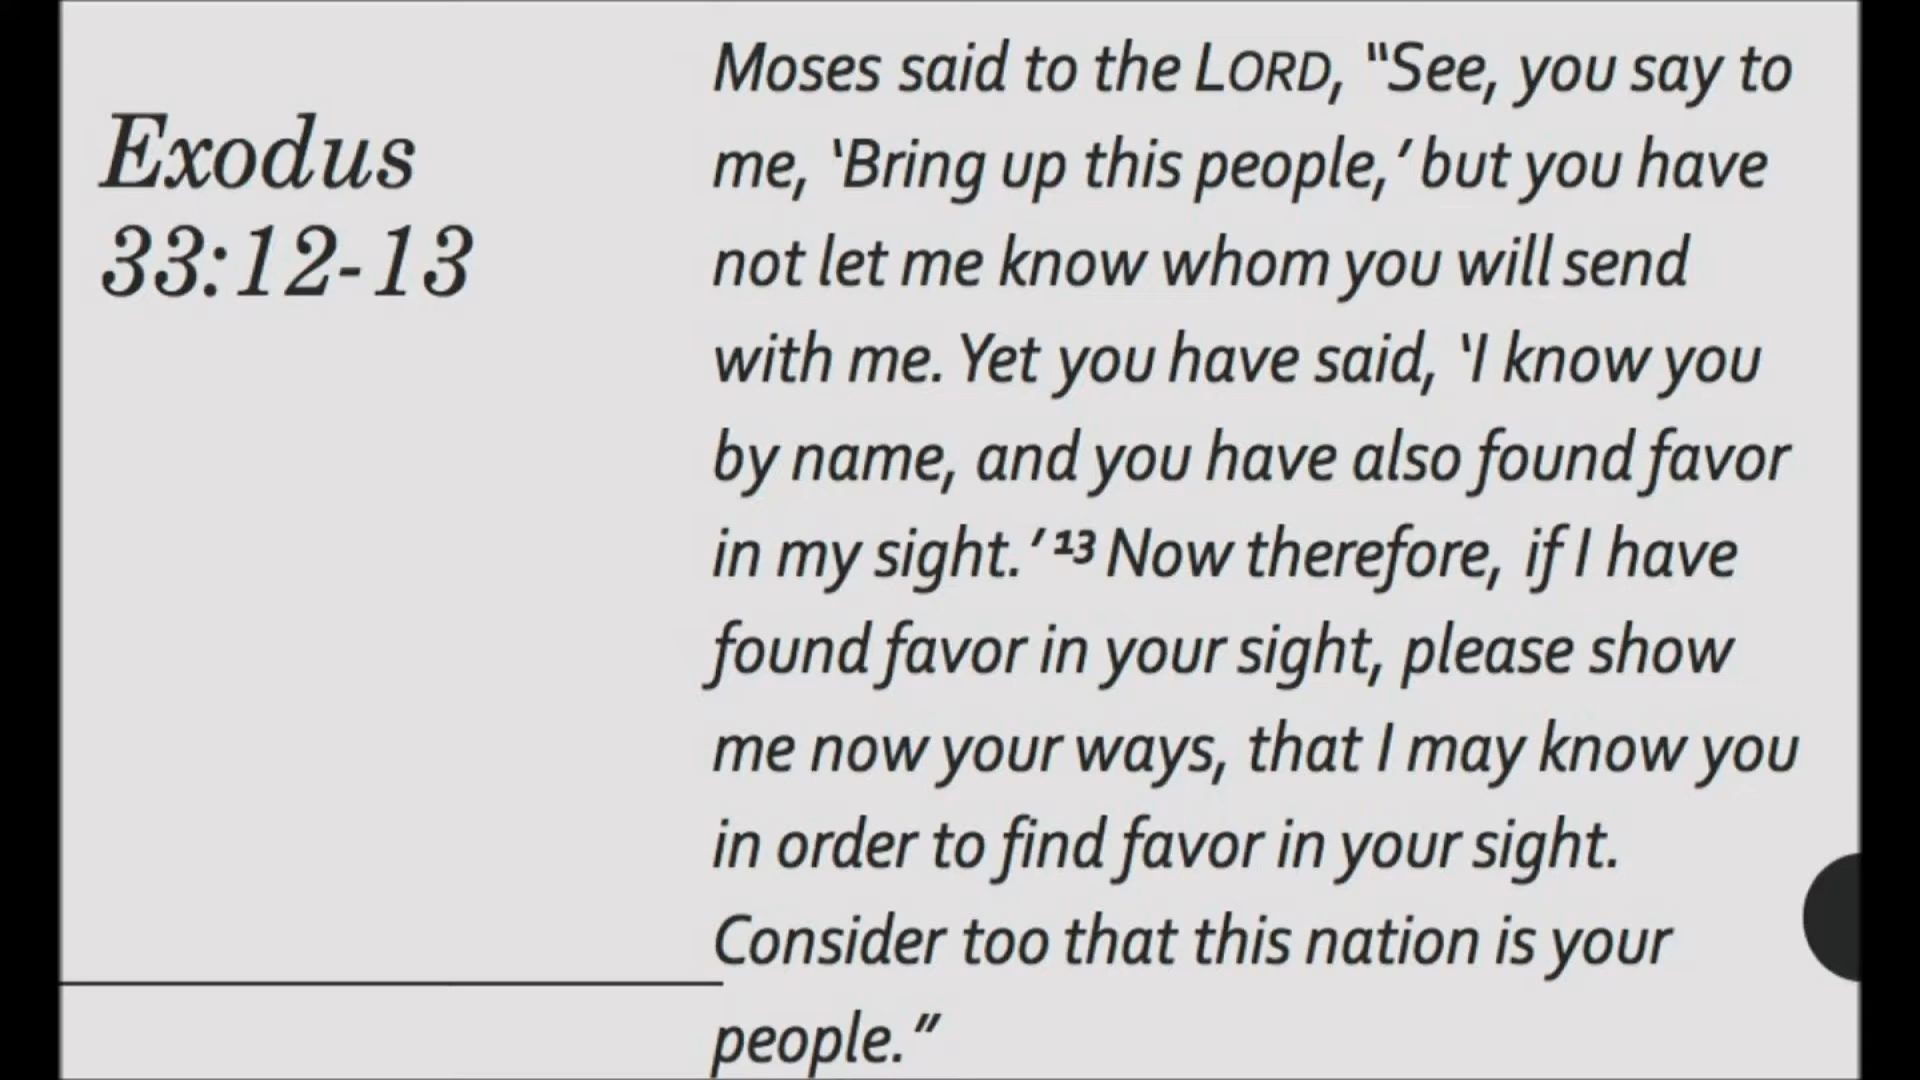 Exodus
33:12-13
Moses said to the LORD, “See, you say to
me, ‘Bring up this people,’ but you have
not let me know whom you will send
with me. Yet you have said, ‘I know you
by name, and you have also found favor
in my sight.’ ¹³ Now therefore, if I have
found favor in your sight, please show
me now your ways, that I may know you
in order to find favor in your sight.
Consider too that this nation is your
people.”